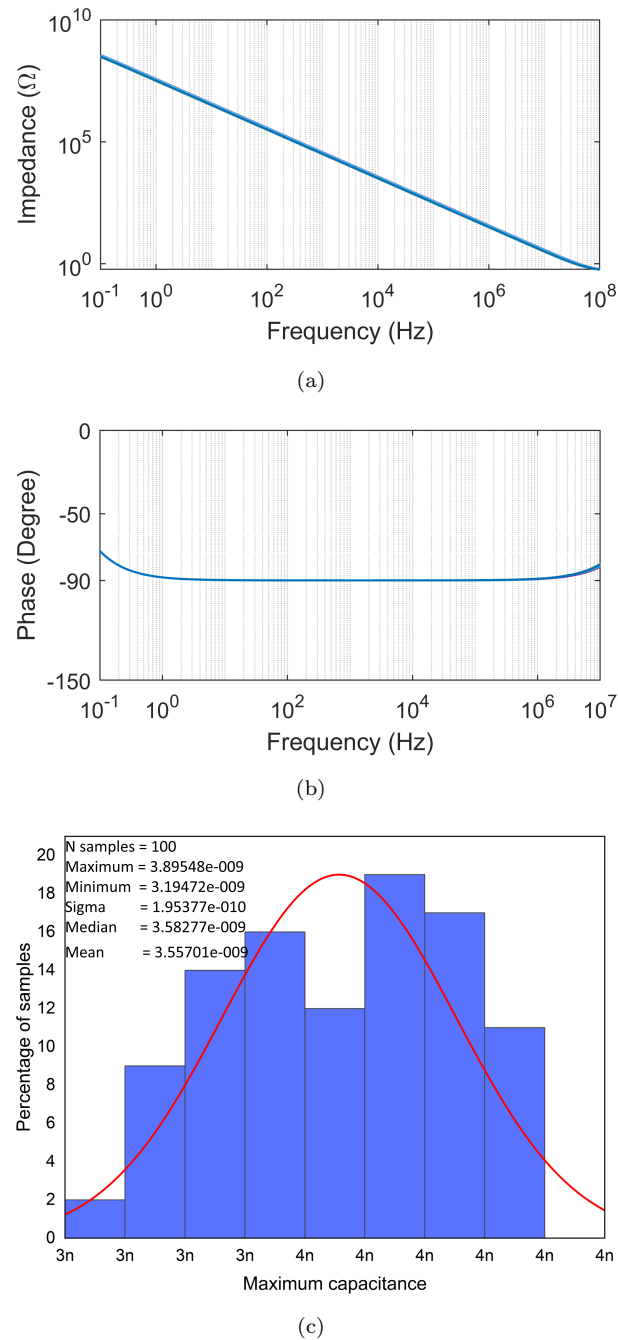 10^10
10^5
10^0
Impedance (Ω)
10^-1 10^0 10^2 10^4 10^6 10^8
Frequency (Hz)
(a)
0
-50
-90
-150
Phase (Degree)
10^-1 10^0 10^2 10^4 10^6 10^7
Frequency (Hz)
(b)
N samples = 100
Maximum = 3.89548e-009
Minimum = 3.19472e-009
Sigma = 1.95377e-010
Median = 3.58277e-009
Mean = 3.55701e-009
20
18
16
14
12
10
8
6
4
2
0
Percentage of samples
3n 3n 3n 3n 4n 4n 4n 4n 4n 4n
Maximum capacitance
(c)